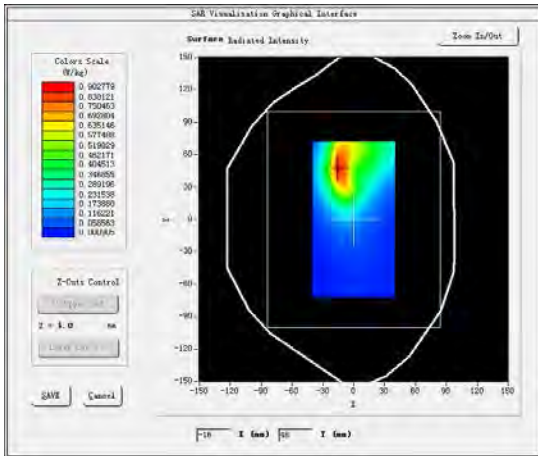 SAR Visualisation Graphical Interface
Surface Radiated Intensity
Zoom In/Out
Colors Scale
(W/kg)
0.902779
0.830121
0.750463
0.692804
0.635146
0.577488
0.519829
0.462171
0.404513
0.346855
0.289196
0.231538
0.173880
0.116221
0.058563
0.000905
150
120
90
60
30
0
-30
-60
-90
-120
-150
-150 -120 -90 -60 -30 0 30 60 90 120 150
Y
X
Z-Cuts Control
Z = 4.0 mm
SAVE
Cancel
-16 X (mm) 48 Y (mm)